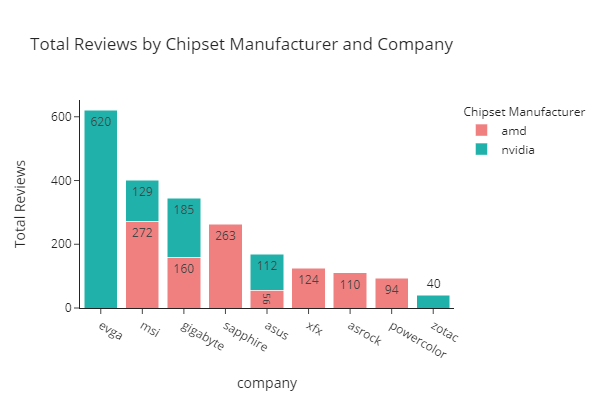 Total Reviews by Chipset Manufacturer and Company
Chipset Manufacturer
amd
nvidia
Total Reviews
600
400
200
0
620
129
272
185
160
263
112
56
124
110
94
40
evga
msi
gigabyte
sapphire
asus
xfx
asrock
powercolor
zotac
company